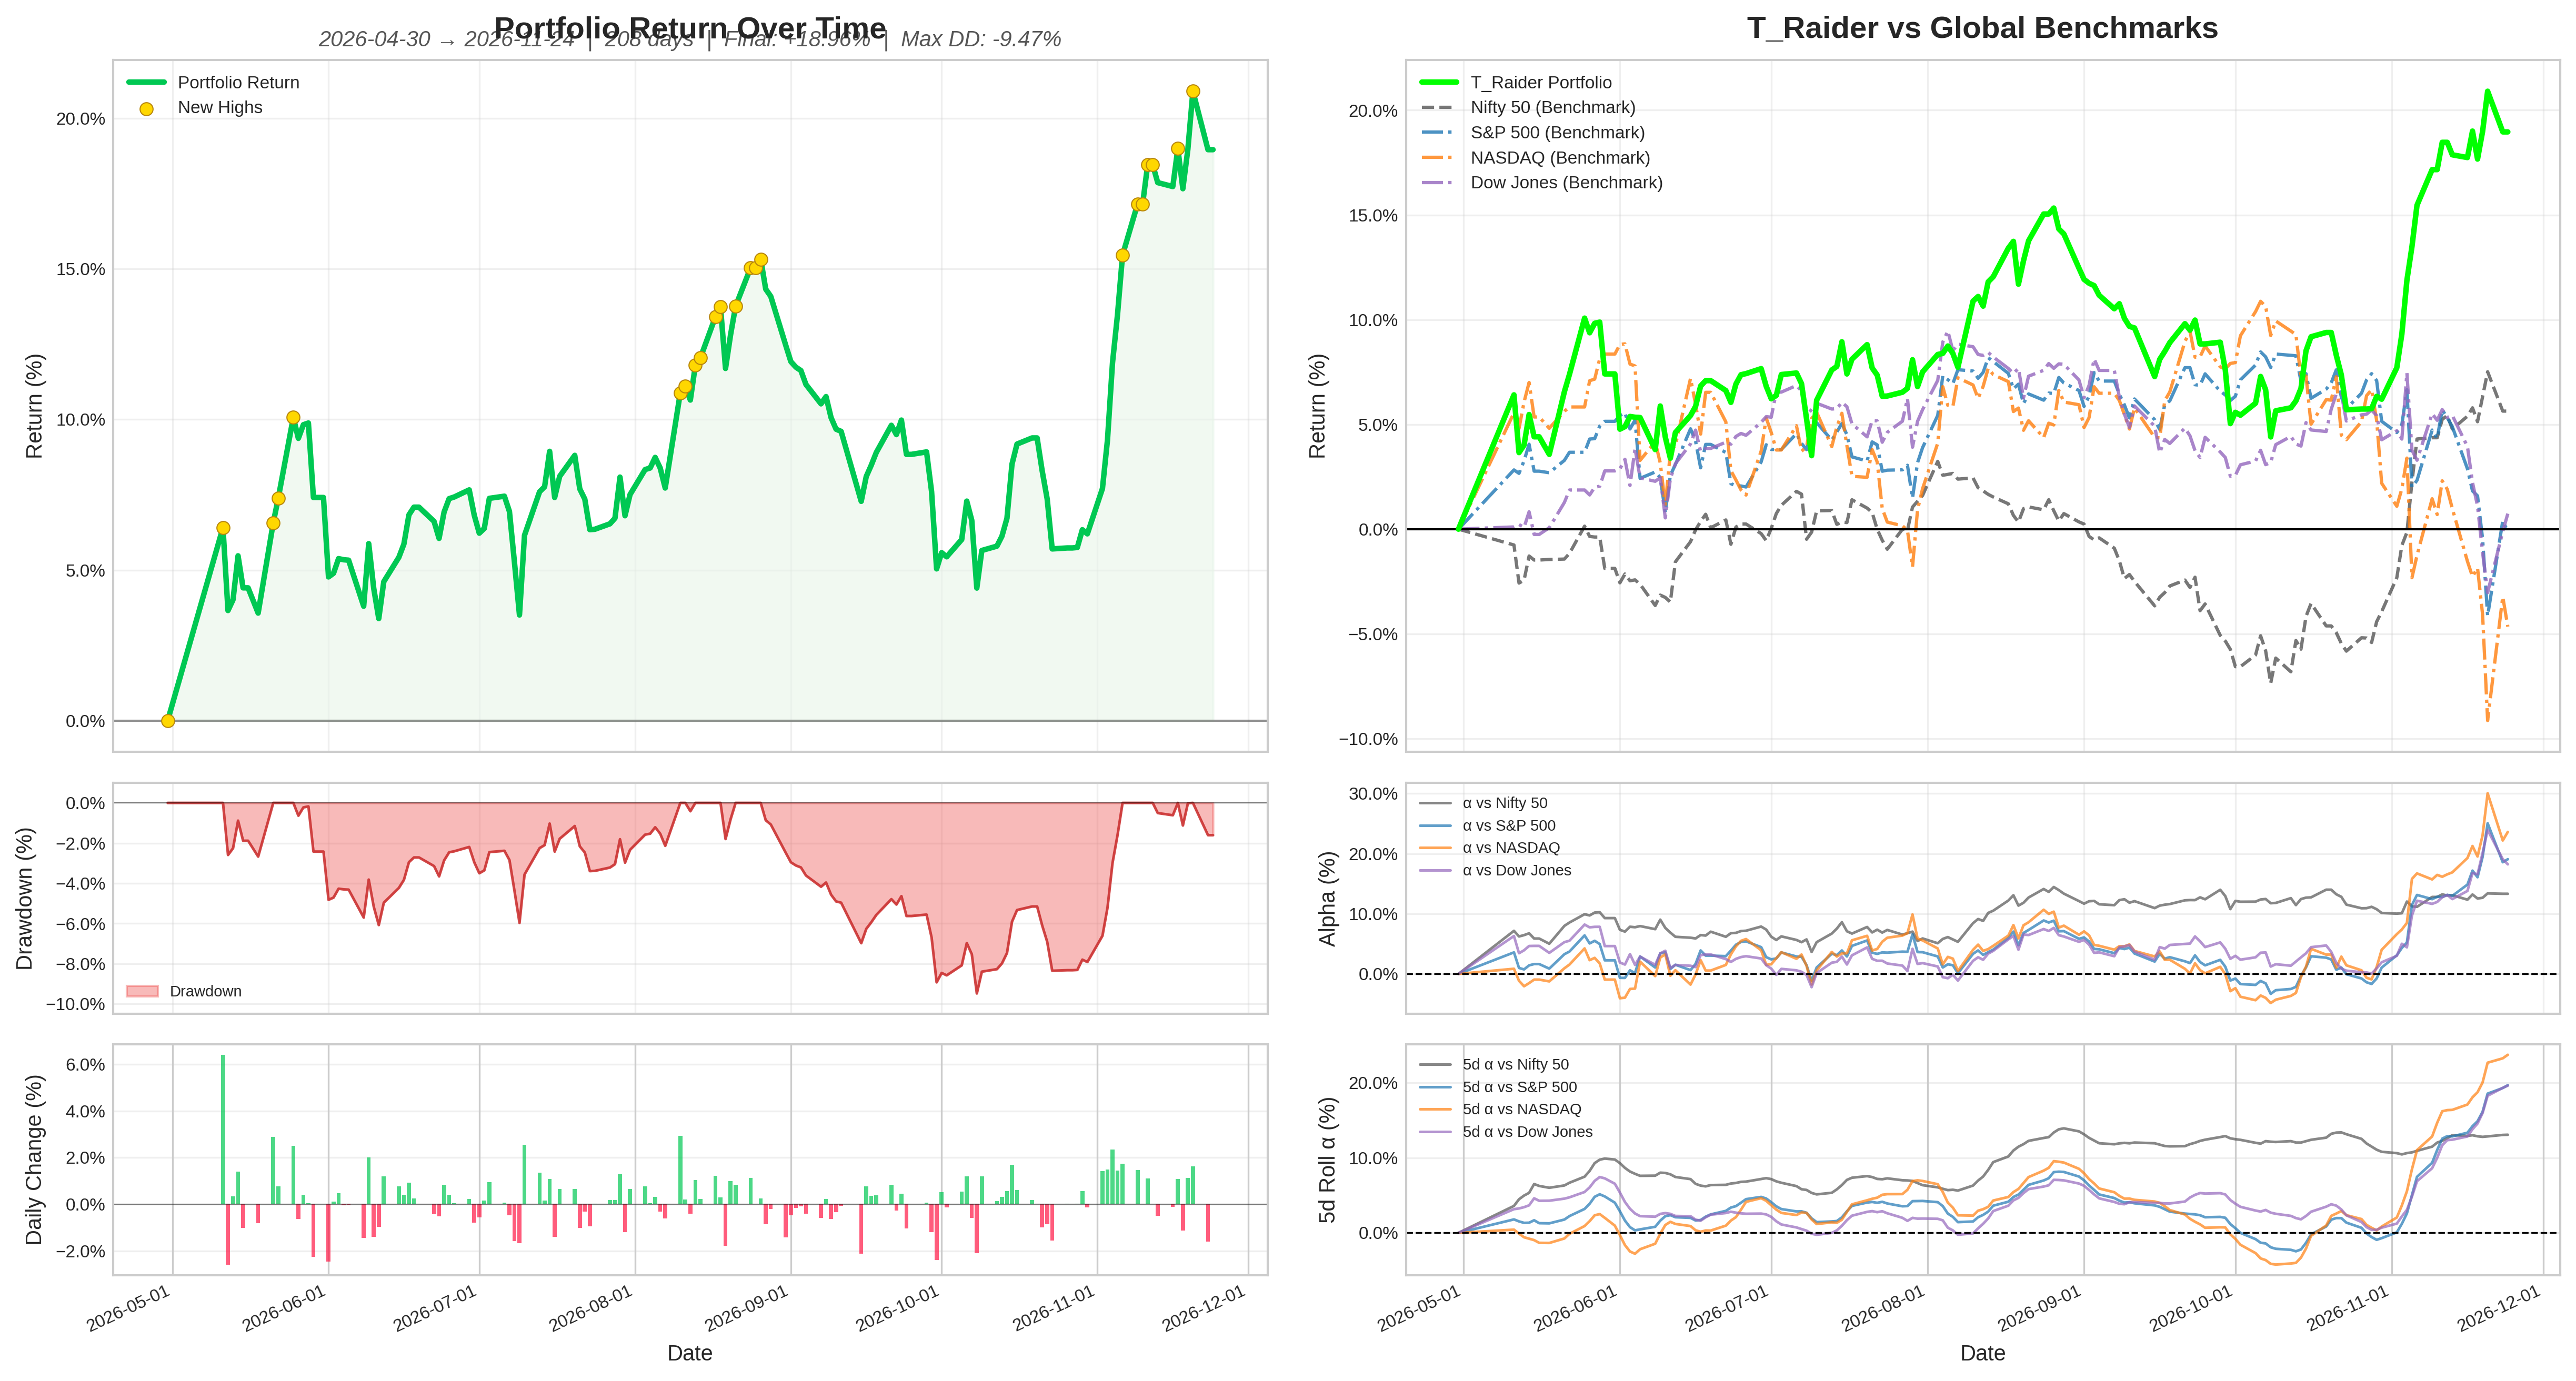 Portfolio Return Over Time
2026-04-30 → 2026-11-24 | 208 days | Final: +18.96% | Max DD: -9.47%
Portfolio Return
New Highs
Return (%)
20.0%
15.0%
10.0%
5.0%
0.0%
Drawdown (%)
0.0%
−2.0%
−4.0%
−6.0%
−8.0%
−10.0%
Drawdown
Daily Change (%)
6.0%
4.0%
2.0%
0.0%
−2.0%
2026-05-01
2026-06-01
2026-07-01
2026-08-01
2026-09-01
2026-10-01
2026-11-01
2026-12-01
Date
T_Raider vs Global Benchmarks
T_Raider Portfolio
Nifty 50 (Benchmark)
S&P 500 (Benchmark)
NASDAQ (Benchmark)
Dow Jones (Benchmark)
Return (%)
20.0%
15.0%
10.0%
5.0%
0.0%
−5.0%
−10.0%
Alpha (%)
30.0%
20.0%
10.0%
0.0%
α vs Nifty 50
α vs S&P 500
α vs NASDAQ
α vs Dow Jones
5d Roll α (%)
20.0%
10.0%
0.0%
5d α vs Nifty 50
5d α vs S&P 500
5d α vs NASDAQ
5d α vs Dow Jones
2026-05-01
2026-06-01
2026-07-01
2026-08-01
2026-09-01
2026-10-01
2026-11-01
2026-12-01
Date